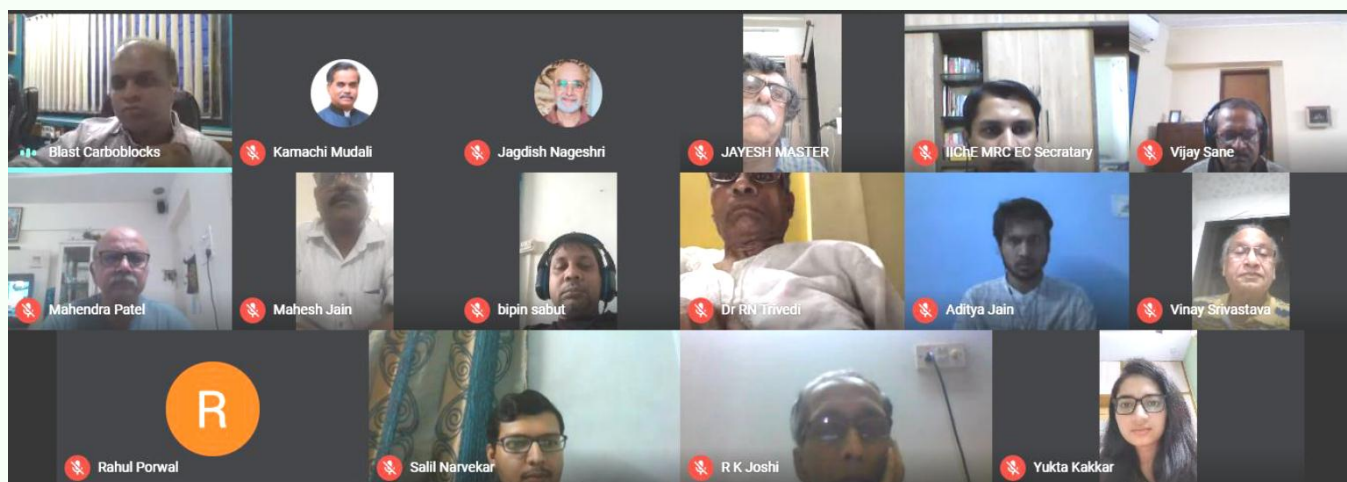 Blast Carboblocks
Kamachi Mudali
Jagdish Nageshri
JAYESH MASTER
IIChE MRC EC Secratary
Vijay Sane
Mahendra Patel
Mahesh Jain
bipin sabut
Dr RN Trivedi
Aditya Jain
Vinay Srivastava
R
Rahul Porwal
Salil Narvekar
R K Joshi
Yukta Kakkar